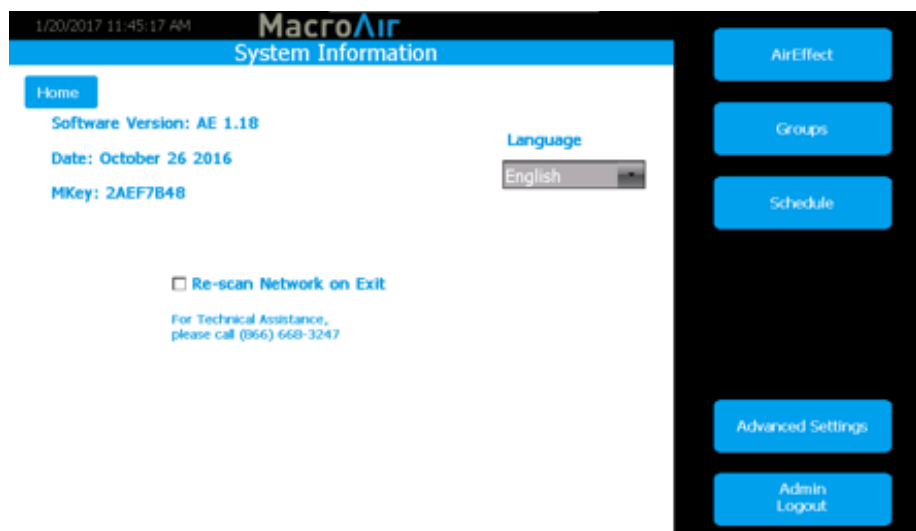 1/20/2017 11:45:17 AM
MacroAir
System Information
Home
Software Version: AE 1.18
Date: October 26 2016
MKey: 2AEF7B48
Language
English
Re-scan Network on Exit
For Technical Assistance,
please call (866) 668-3247
AirEffect
Groups
Schedule
Advanced Settings
Admin
Logout